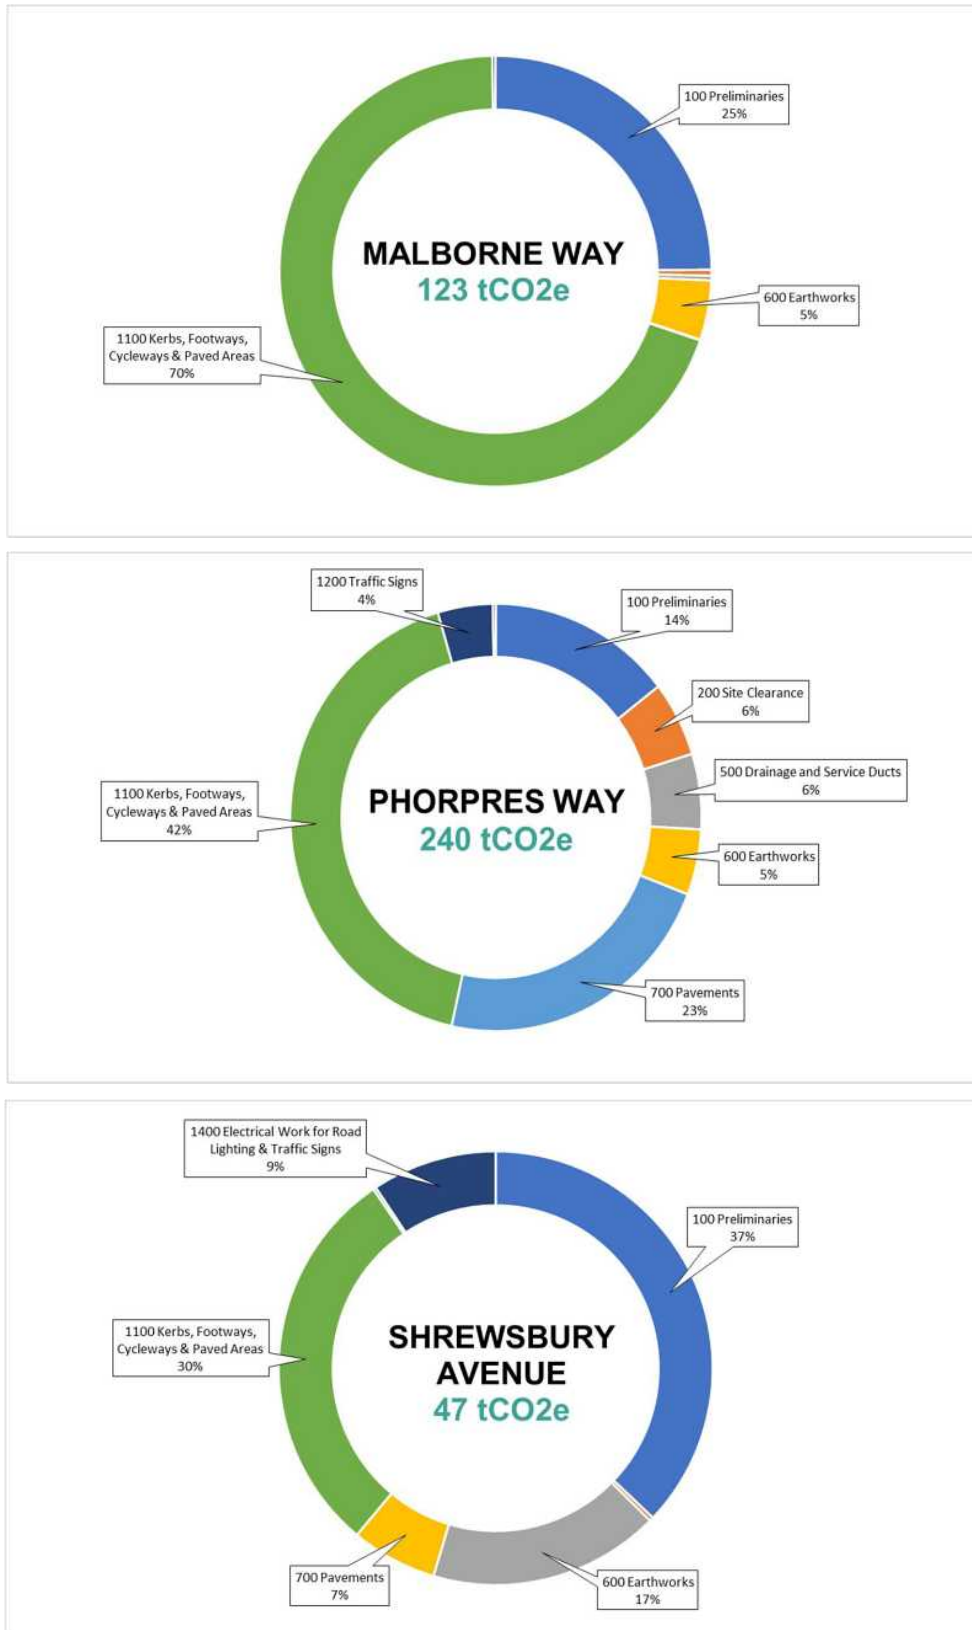 100 Preliminaries
25%
MALBORNE WAY
123 tCO2e
600 Earthworks
5%
1100 Kerbs, Footways,
Cycleways & Paved Areas
70%
1200 Traffic Signs
4%
100 Preliminaries
14%
200 Site Clearance
6%
500 Drainage and Service Ducts
6%
PHORPRES WAY
240 tCO2e
1100 Kerbs, Footways,
Cycleways & Paved Areas
42%
600 Earthworks
5%
700 Pavements
23%
1400 Electrical Work for Road
Lighting & Traffic Signs
9%
100 Preliminaries
37%
1100 Kerbs, Footways,
Cycleways & Paved Areas
30%
SHREWSBURY
AVENUE
47 tCO2e
700 Pavements
7%
600 Earthworks
17%